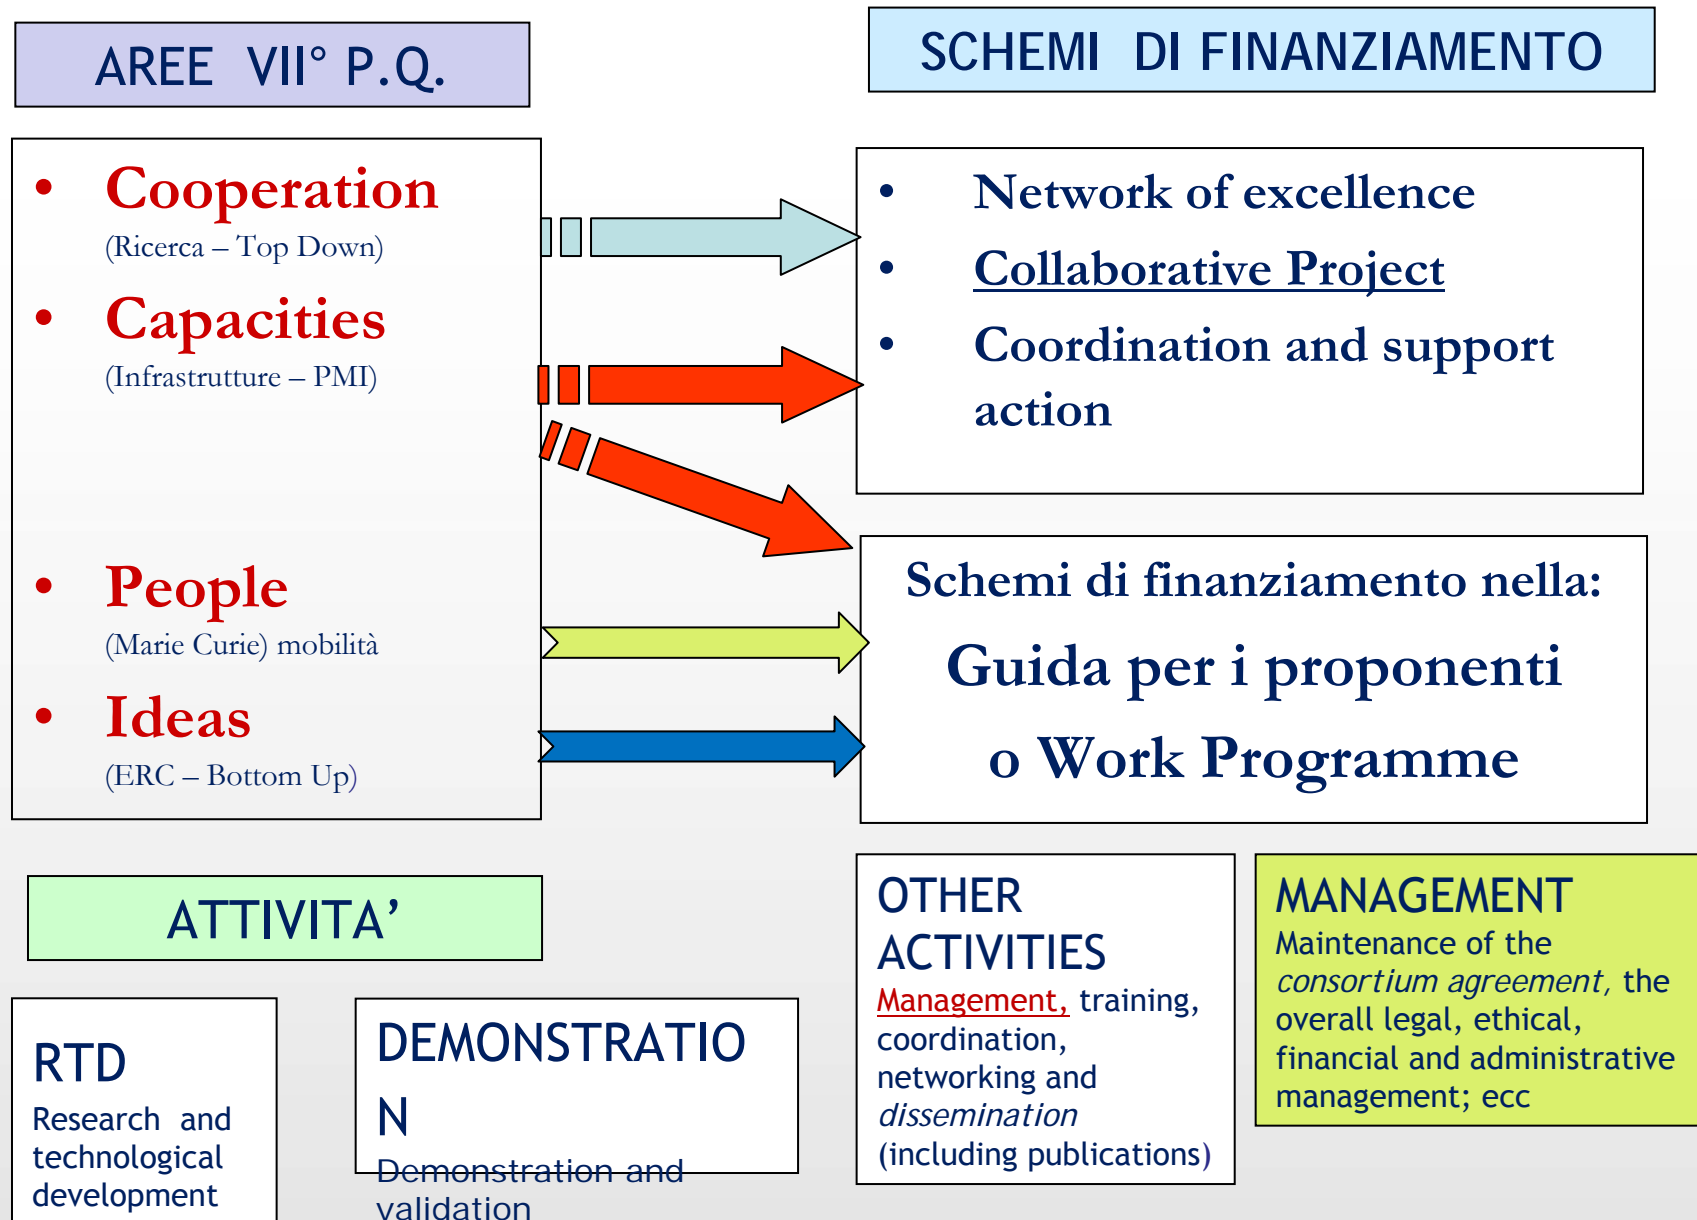 AREE VII° P.Q.
SCHEMI DI FINANZIAMENTO
• Cooperation
(Ricerca – Top Down)
• Capacities
(Infrastrutture – PMI)
• People
(Marie Curie) mobilità
• Ideas
(ERC – Bottom Up)
• Network of excellence
• Collaborative Project
• Coordination and support
action
Schemi di finanziamento nella:
Guida per i proponenti
o Work Programme
ATTIVITA’
RTD
Research and
technological
development
DEMONSTRATIO
N
Demonstration and
validation
OTHER
ACTIVITIES
Management, training,
coordination,
networking and
dissemination
(including publications)
MANAGEMENT
Maintenance of the
consortium agreement, the
overall legal, ethical,
financial and administrative
management; ecc